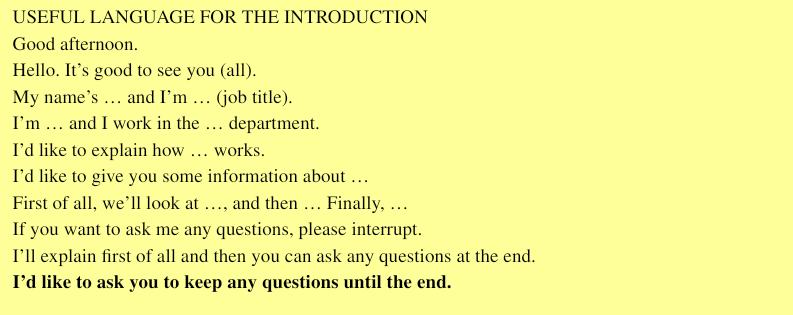 USEFUL LANGUAGE FOR THE INTRODUCTION
Good afternoon.
Hello. It’s good to see you (all).
My name’s … and I’m … (job title).
I’m … and I work in the … department.
I’d like to explain how … works.
I’d like to give you some information about …
First of all, we’ll look at …, and then … Finally, …
If you want to ask me any questions, please interrupt.
I’ll explain first of all and then you can ask any questions at the end.
I’d like to ask you to keep any questions until the end.